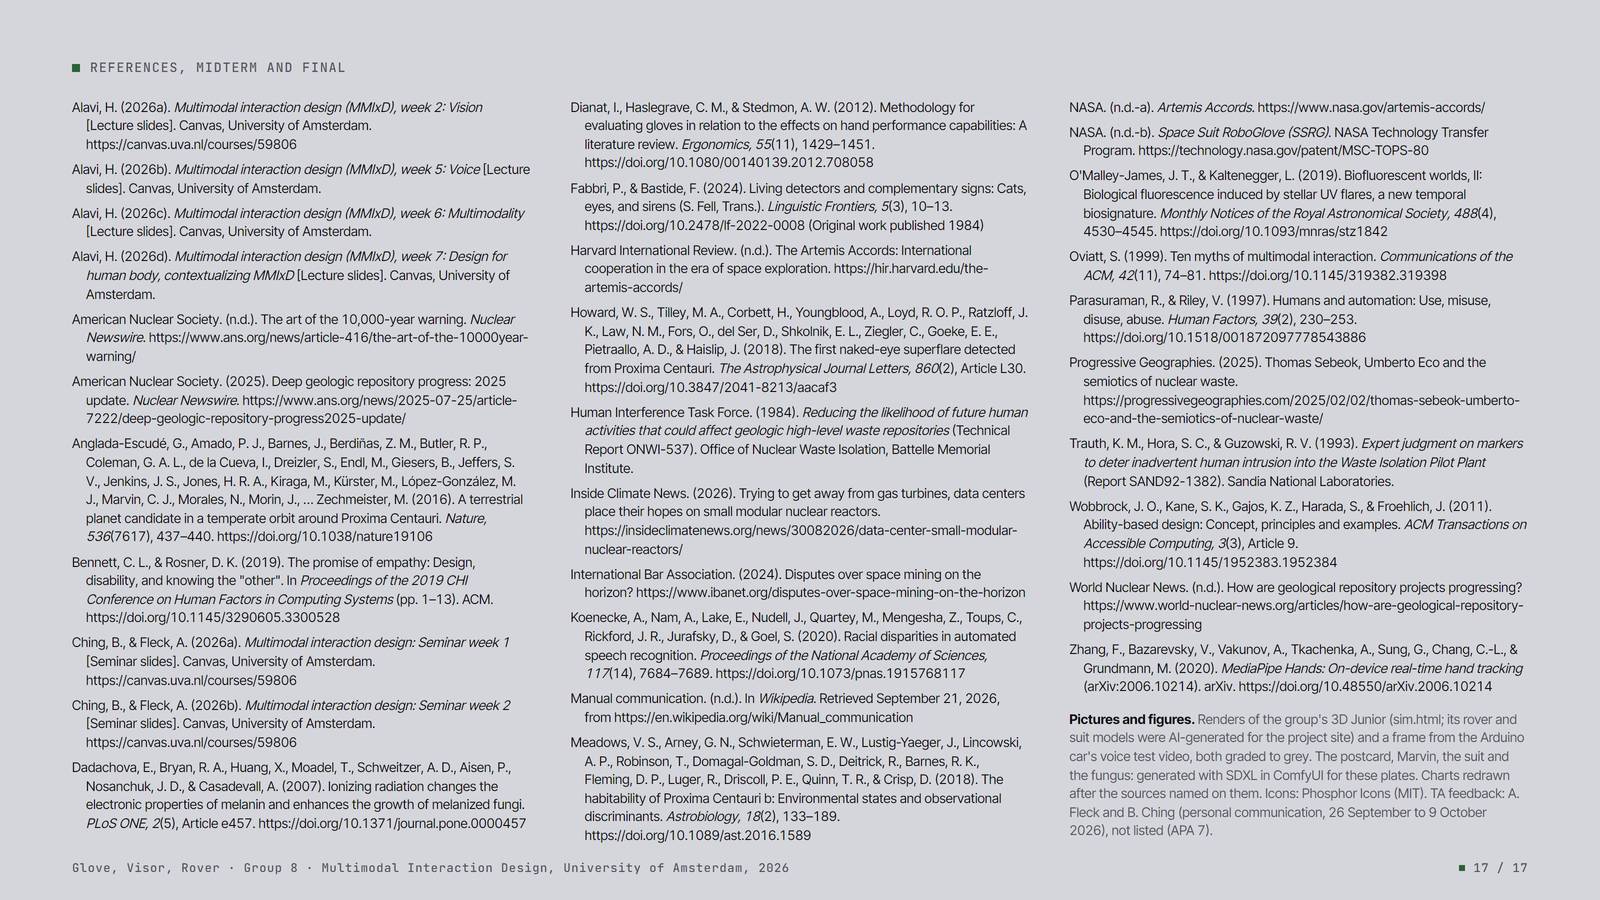 REFERENCES, MIDTERM AND FINAL
Alavi, H. (2026a). Multimodal interaction design (MMIxD), week 2: Vision
[Lecture slides]. Canvas, University of Amsterdam.
https://canvas.uva.nl/courses/59806
Alavi, H. (2026b). Multimodal interaction design (MMIxD), week 5: Voice [Lecture
slides]. Canvas, University of Amsterdam.
Alavi, H. (2026c). Multimodal interaction design (MMIxD), week 6: Multimodality
[Lecture slides]. Canvas, University of Amsterdam.
Alavi, H. (2026d). Multimodal interaction design (MMIxD), week 7: Design for
human body, contextualizing MMIxD [Lecture slides]. Canvas, University of
Amsterdam.
American Nuclear Society. (n.d.). The art of the 10,000-year warning. Nuclear
Newswire. https://www.ans.org/news/article-416/the-art-of-the-10000year-
warning/
American Nuclear Society. (2025). Deep geologic repository progress: 2025
update. Nuclear Newswire. https://www.ans.org/news/2025-07-25/article-
7222/deep-geologic-repository-progress2025-update/
Anglada-Escudé, G., Amado, P. J., Barnes, J., Berdiñas, Z. M., Butler, R. P.,
Coleman, G. A. L., de la Cueva, I., Dreizler, S., Endl, M., Giesers, B., Jeffers, S.
V., Jenkins, J. S., Jones, H. R. A., Kiraga, M., Kürster, M., López-González, M.
J., Marvin, C. J., Morales, N., Morin, J., ... Zechmeister, M. (2016). A terrestrial
planet candidate in a temperate orbit around Proxima Centauri. Nature,
536(7617), 437–440. https://doi.org/10.1038/nature19106
Bennett, C. L., & Rosner, D. K. (2019). The promise of empathy: Design,
disability, and knowing the "other". In Proceedings of the 2019 CHI
Conference on Human Factors in Computing Systems (pp. 1–13). ACM.
https://doi.org/10.1145/3290605.3300528
Ching, B., & Fleck, A. (2026a). Multimodal interaction design: Seminar week 1
[Seminar slides]. Canvas, University of Amsterdam.
https://canvas.uva.nl/courses/59806
Ching, B., & Fleck, A. (2026b). Multimodal interaction design: Seminar week 2
[Seminar slides]. Canvas, University of Amsterdam.
https://canvas.uva.nl/courses/59806
Dadachova, E., Bryan, R. A., Huang, X., Moadel, T., Schweitzer, A. D., Aisen, P.,
Nosanchuk, J. D., & Casadevall, A. (2007). Ionizing radiation changes the
electronic properties of melanin and enhances the growth of melanized fungi.
PLoS ONE, 2(5), Article e457. https://doi.org/10.1371/journal.pone.0000457
Dianat, I., Haslegrave, C. M., & Stedmon, A. W. (2012). Methodology for
evaluating gloves in relation to the effects on hand performance capabilities: A
literature review. Ergonomics, 55(11), 1429–1451.
https://doi.org/10.1080/00140139.2012.708058
Fabbri, P., & Bastide, F. (2024). Living detectors and complementary signs: Cats,
eyes, and sirens (S. Fell, Trans.). Linguistic Frontiers, 5(3), 10–13.
https://doi.org/10.2478/lf-2022-0008 (Original work published 1984)
Harvard International Review. (n.d.). The Artemis Accords: International
cooperation in the era of space exploration. https://hir.harvard.edu/the-
artemis-accords/
Howard, W. S., Tilley, M. A., Corbett, H., Youngblood, A., Loyd, R. O. P., Ratzloff, J.
K., Law, N. M., Fors, O., del Ser, D., Shkolnik, E. L., Ziegler, C., Goeke, E. E.,
Pietraallo, A. D., & Haislip, J. (2018). The first naked-eye superflare detected
from Proxima Centauri. The Astrophysical Journal Letters, 860(2), Article L30.
https://doi.org/10.3847/2041-8213/aacaf3
Human Interference Task Force. (1984). Reducing the likelihood of future human
activities that could affect geologic high-level waste repositories (Technical
Report ONWI-537). Office of Nuclear Waste Isolation, Battelle Memorial
Institute.
Inside Climate News. (2026). Trying to get away from gas turbines, data centers
place their hopes on small modular nuclear reactors.
https://insideclimatenews.org/news/30082026/data-center-small-modular-
nuclear-reactors/
International Bar Association. (2024). Disputes over space mining on the
horizon? https://www.ibanet.org/disputes-over-space-mining-on-the-horizon
Koenecke, A., Nam, A., Lake, E., Nudell, J., Quartey, M., Mengesha, Z., Toups, C.,
Rickford, J. R., Jurafsky, D., & Goel, S. (2020). Racial disparities in automated
speech recognition. Proceedings of the National Academy of Sciences,
117(14), 7684–7689. https://doi.org/10.1073/pnas.1915768117
Manual communication. (n.d.). In Wikipedia. Retrieved September 21, 2026,
from https://en.wikipedia.org/wiki/Manual_communication
Meadows, V. S., Arney, G. N., Schwieterman, E. W., Lustig-Yaeger, J., Lincowski,
A. P., Robinson, T., Domagal-Goldman, S. D., Deitrick, R., Barnes, R. K.,
Fleming, D. P., Luger, R., Driscoll, P. E., Quinn, T. R., & Crisp, D. (2018). The
habitability of Proxima Centauri b: Environmental states and observational
discriminants. Astrobiology, 18(2), 133–189.
https://doi.org/10.1089/ast.2016.1589
NASA. (n.d.-a). Artemis Accords. https://www.nasa.gov/artemis-accords/
NASA. (n.d.-b). Space Suit RoboGlove (SSRG). NASA Technology Transfer
Program. https://technology.nasa.gov/patent/MSC-TOPS-80
O'Malley-James, J. T., & Kaltenegger, L. (2019). Biofluorescent worlds, II:
Biological fluorescence induced by stellar UV flares, a new temporal
biosignature. Monthly Notices of the Royal Astronomical Society, 488(4),
4530–4545. https://doi.org/10.1093/mnras/stz1842
Oviatt, S. (1999). Ten myths of multimodal interaction. Communications of the
ACM, 42(11), 74–81. https://doi.org/10.1145/319382.319398
Parasuraman, R., & Riley, V. (1997). Humans and automation: Use, misuse,
disuse, abuse. Human Factors, 39(2), 230–253.
https://doi.org/10.1518/001872097778543886
Progressive Geographies. (2025). Thomas Sebeok, Umberto Eco and the
semiotics of nuclear waste.
https://progressivegeographies.com/2025/02/02/thomas-sebeok-umberto-
eco-and-the-semiotics-of-nuclear-waste/
Trauth, K. M., Hora, S. C., & Guzowski, R. V. (1993). Expert judgment on markers
to deter inadvertent human intrusion into the Waste Isolation Pilot Plant
(Report SAND92-1382). Sandia National Laboratories.
Wobbrock, J. O., Kane, S. K., Gajos, K. Z., Harada, S., & Froehlich, J. (2011).
Ability-based design: Concept, principles and examples. ACM Transactions on
Accessible Computing, 3(3), Article 9.
https://doi.org/10.1145/1952383.1952384
World Nuclear News. (n.d.). How are geological repository projects progressing?
https://www.world-nuclear-news.org/articles/how-are-geological-repository-
projects-progressing
Zhang, F., Bazarevsky, V., Vakunov, A., Tkachenka, A., Sung, G., Chang, C.-L., &
Grundmann, M. (2020). MediaPipe Hands: On-device real-time hand tracking
(arXiv:2006.10214). arXiv. https://doi.org/10.48550/arXiv.2006.10214
Pictures and figures. Renders of the group's 3D Junior (sim.html; its rover and
suit models were AI-generated for the project site) and a frame from the Arduino
car's voice test video, both graded to grey. The postcard, Marvin, the suit and
the fungus: generated with SDXL in ComfyUI for these plates. Charts redrawn
after the sources named on them. Icons: Phosphor Icons (MIT). TA feedback: A.
Fleck and B. Ching (personal communication, 26 September to 9 October
2026), not listed (APA 7).
Glove, Visor, Rover · Group 8 · Multimodal Interaction Design, University of Amsterdam, 2026
17 / 17